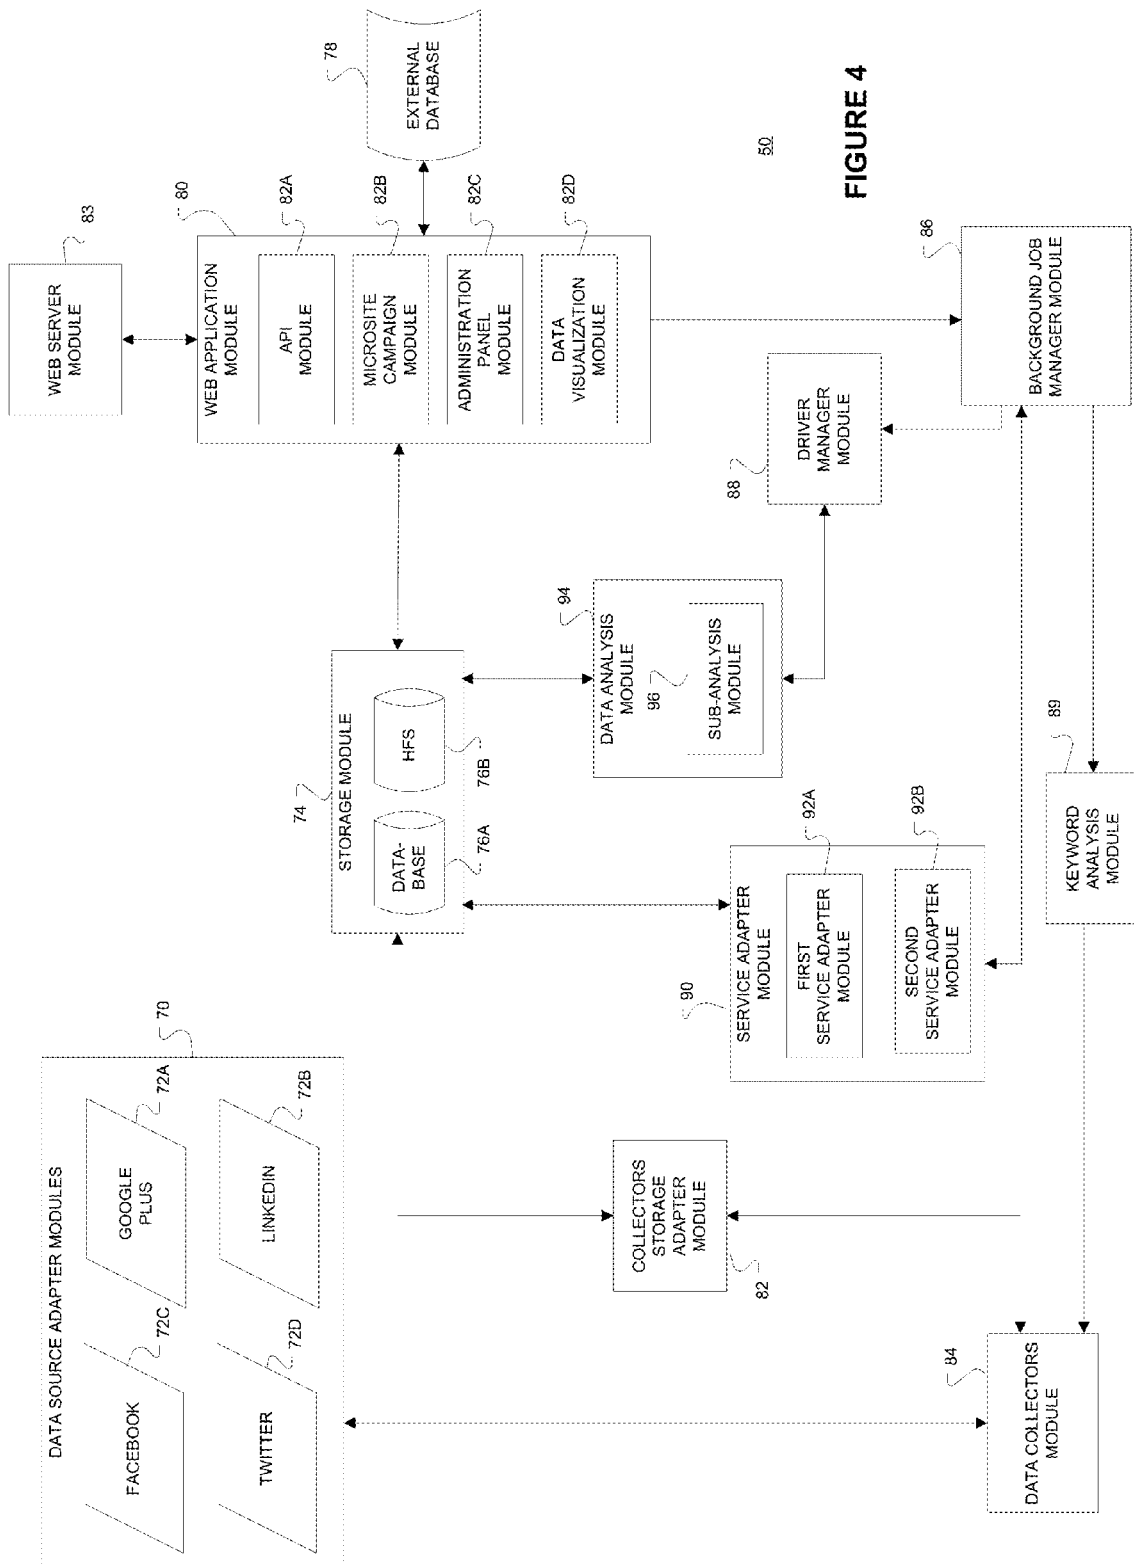 DATA SOURCE ADAPTER MODULES
70
FACEBOOK
72C
GOOGLE
PLUS
72A
TWITTER
72D
LINKEDIN
72B
STORAGE MODULE
74
DATA-
BASE
76A
HFS
76B
WEB SERVER
MODULE
83
WEB APPLICATION
MODULE
80
API
MODULE
82A
MICROSITE
CAMPAIGN
MODULE
82B
ADMINISTRATION
PANEL
MODULE
82C
DATA
VISUALIZATION
MODULE
82D
EXTERNAL
DATABASE
78
COLLECTORS
STORAGE
ADAPTER
MODULE
82
SERVICE ADAPTER
MODULE
90
FIRST
SERVICE ADAPTER
MODULE
92A
SECOND
SERVICE ADAPTER
MODULE
92B
DATA ANALYSIS
MODULE
94
96
SUB-ANALYSIS
MODULE
DRIVER
MANAGER
MODULE
88
DATA COLLECTORS
MODULE
84
KEYWORD
ANALYSIS
MODULE
89
BACKGROUND JOB
MANAGER MODULE
86
50
FIGURE 4